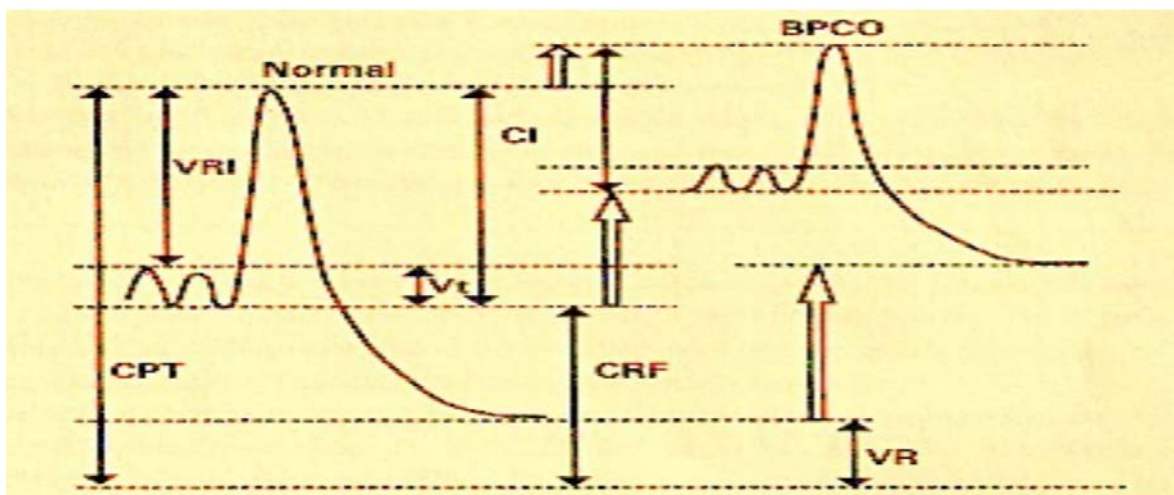 BPCO
Normal
CI
VRI
Vt
CPT
CRF
VR